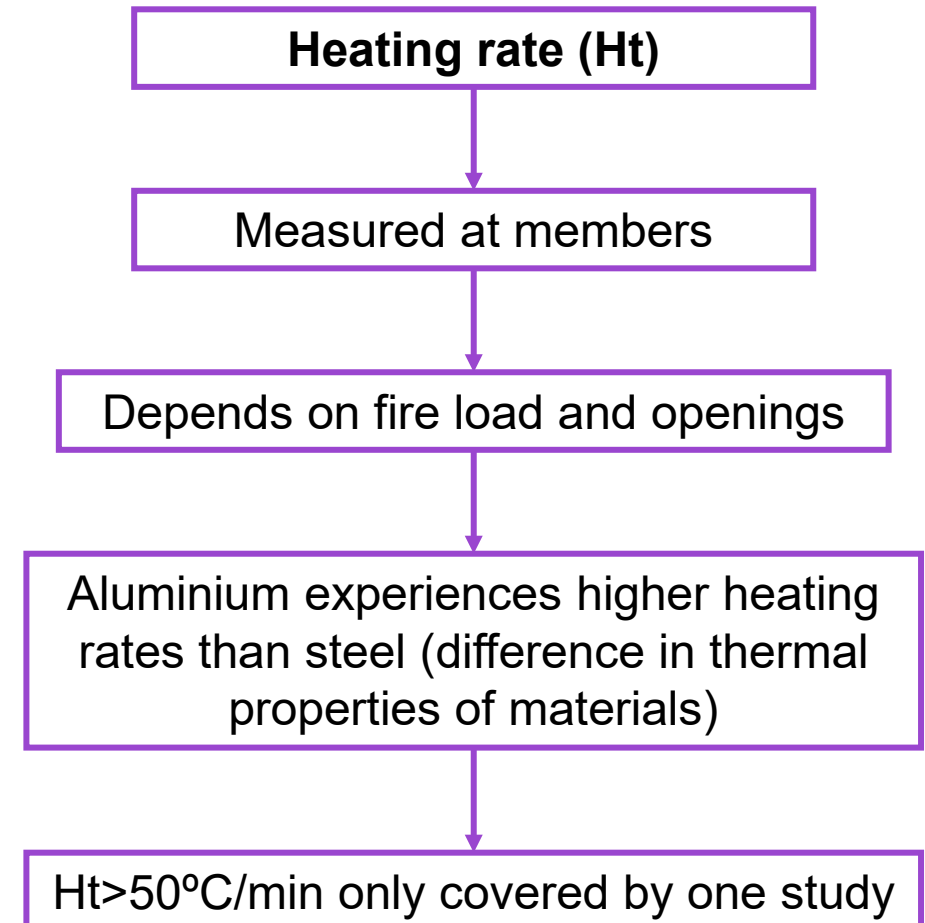 Heating rate (Ht)
Measured at members
Depends on fire load and openings
Aluminium experiences higher heating
rates than steel (difference in thermal
properties of materials)
Ht>50ºC/min only covered by one study